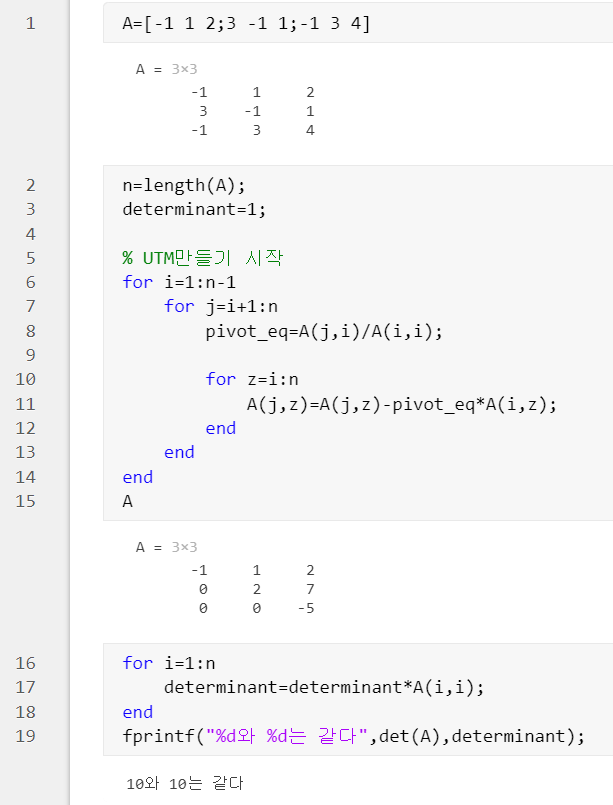 1 A=[-1 1 2;3 -1 1;-1 3 4]
A = 3×3
-1 1 2
3 -1 1
-1 3 4
2 n=length(A);
3 determinant=1;
4
5 % UTM만들기 시작
6 for i=1:n-1
7 for j=i+1:n
8 pivot_eq=A(j,i)/A(i,i);
9
10 for z=i:n
11 A(j,z)=A(j,z)-pivot_eq*A(i,z);
12 end
13 end
14 end
15 A
A = 3×3
-1 1 2
0 2 7
0 0 -5
16 for i=1:n
17 determinant=determinant*A(i,i);
18 end
19 fprintf("%d와 %d는 같다",det(A),determinant);
10와 10는 같다